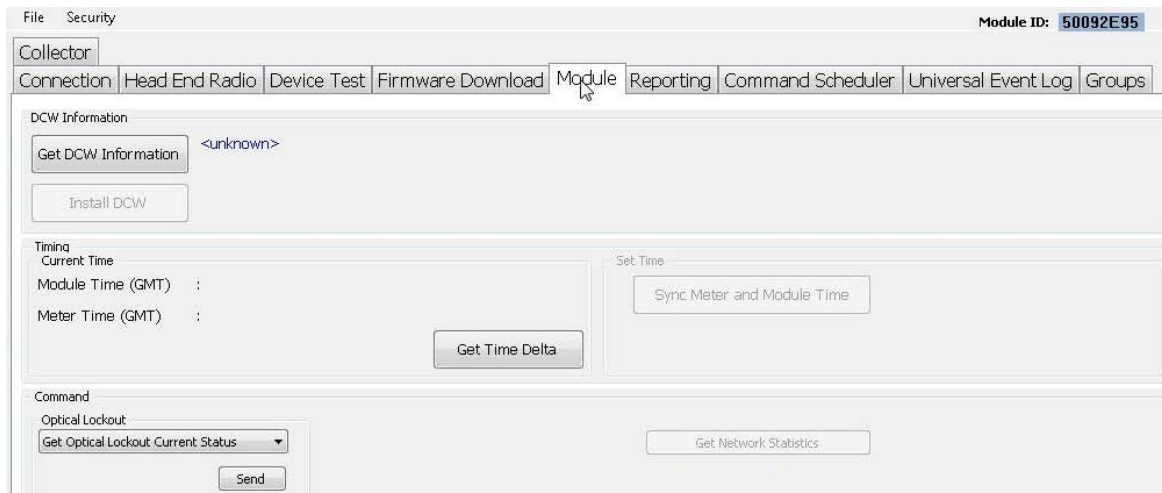 File Security
Module ID: 50092E95
Collector
Connection Head End Radio Device Test Firmware Download Module Reporting Command Scheduler Universal Event Log Groups
DCW Information
Get DCW Information <unknown>
Install DCW
Timing
Current Time Set Time
Module Time (GMT) :
Sync Meter and Module Time
Meter Time (GMT) :
Get Time Delta
Command
Optical Lockout
Get Optical Lockout Current Status Get Network Statistics
Send